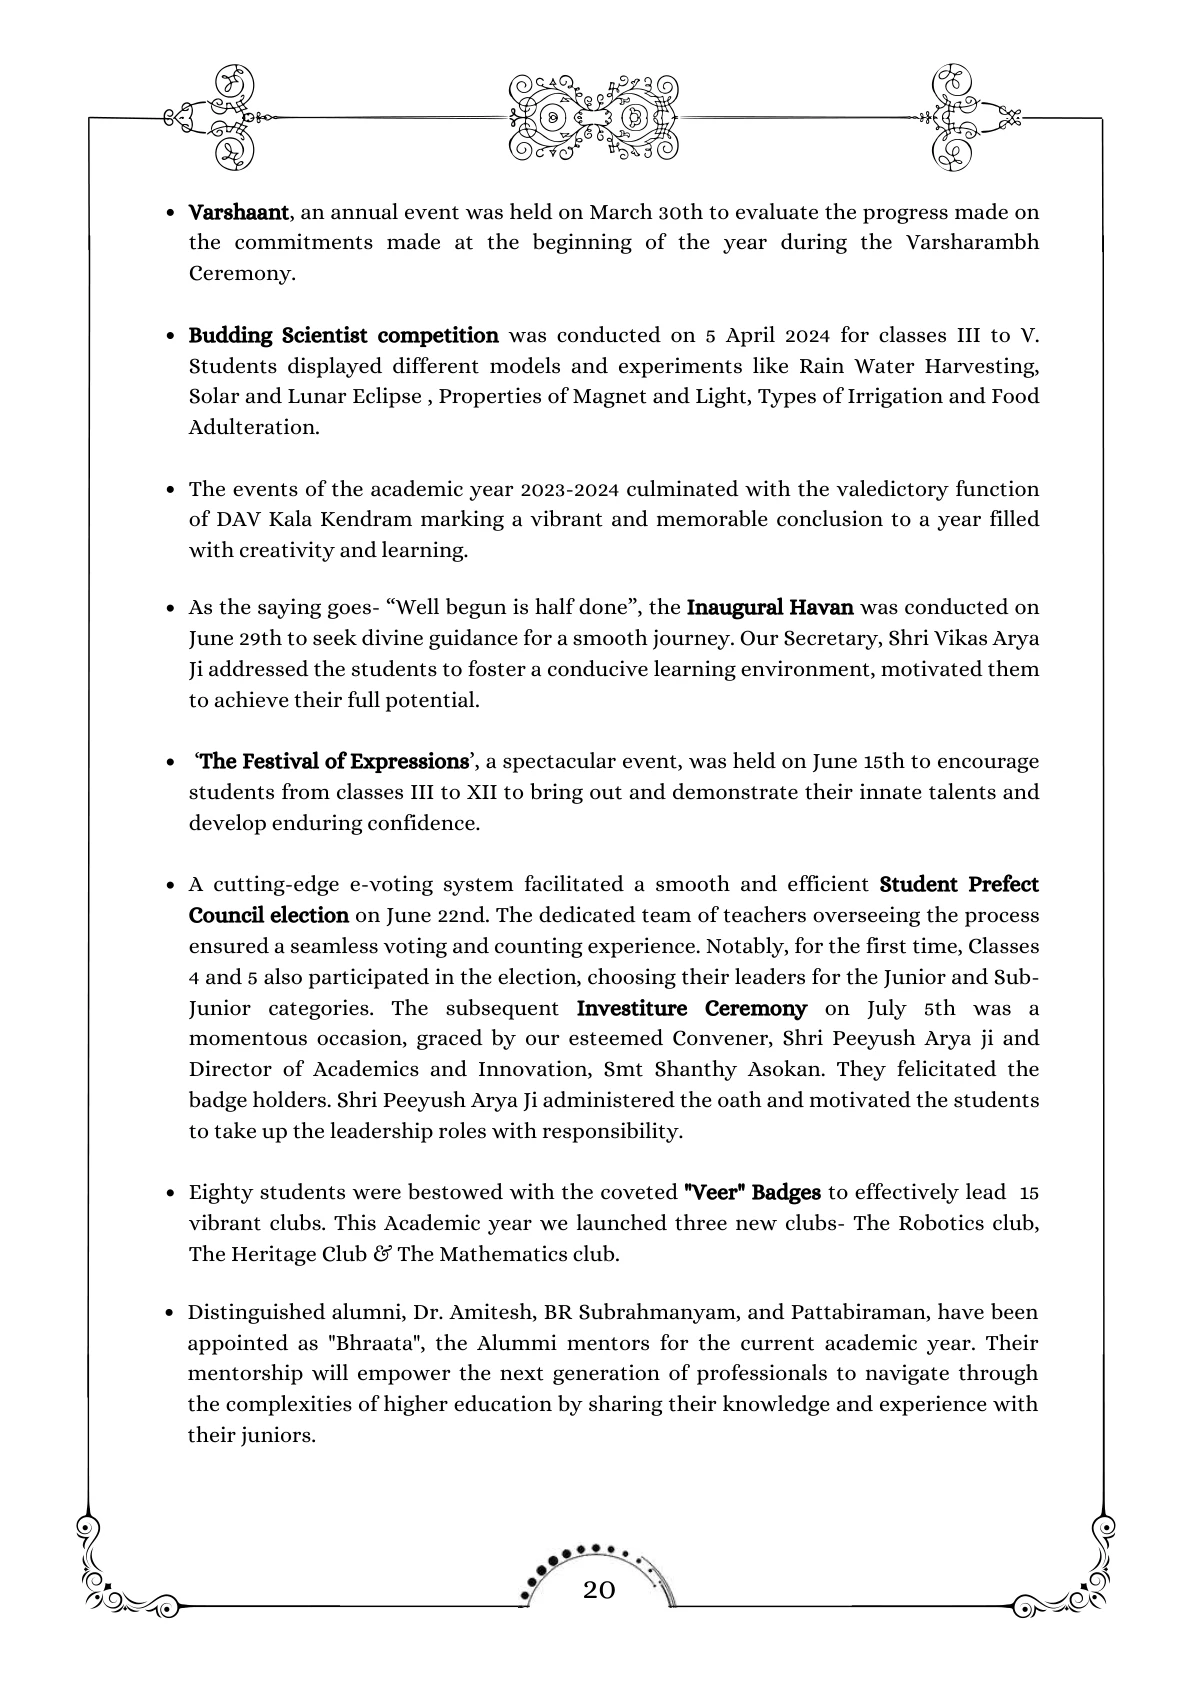 • Varshaant, an annual event was held on March 30th to evaluate the progress made on
the commitments made at the beginning of the year during the Varsharambh
Ceremony.
• Budding Scientist competition was conducted on 5 April 2024 for classes III to V.
Students displayed different models and experiments like Rain Water Harvesting,
Solar and Lunar Eclipse , Properties of Magnet and Light, Types of Irrigation and Food
Adulteration.
• The events of the academic year 2023-2024 culminated with the valedictory function
of DAV Kala Kendram marking a vibrant and memorable conclusion to a year filled
with creativity and learning.
• As the saying goes- “Well begun is half done”, the Inaugural Havan was conducted on
June 29th to seek divine guidance for a smooth journey. Our Secretary, Shri Vikas Arya
Ji addressed the students to foster a conducive learning environment, motivated them
to achieve their full potential.
• ‘The Festival of Expressions’, a spectacular event, was held on June 15th to encourage
students from classes III to XII to bring out and demonstrate their innate talents and
develop enduring confidence.
• A cutting-edge e-voting system facilitated a smooth and efficient Student Prefect
Council election on June 22nd. The dedicated team of teachers overseeing the process
ensured a seamless voting and counting experience. Notably, for the first time, Classes
4 and 5 also participated in the election, choosing their leaders for the Junior and Sub-
Junior categories. The subsequent Investiture Ceremony on July 5th was a
momentous occasion, graced by our esteemed Convener, Shri Peeyush Arya ji and
Director of Academics and Innovation, Smt Shanthy Asokan. They felicitated the
badge holders. Shri Peeyush Arya Ji administered the oath and motivated the students
to take up the leadership roles with responsibility.
• Eighty students were bestowed with the coveted "Veer" Badges to effectively lead 15
vibrant clubs. This Academic year we launched three new clubs- The Robotics club,
The Heritage Club & The Mathematics club.
• Distinguished alumni, Dr. Amitesh, BR Subrahmanyam, and Pattabiraman, have been
appointed as "Bhraata", the Alummi mentors for the current academic year. Their
mentorship will empower the next generation of professionals to navigate through
the complexities of higher education by sharing their knowledge and experience with
their juniors.
20